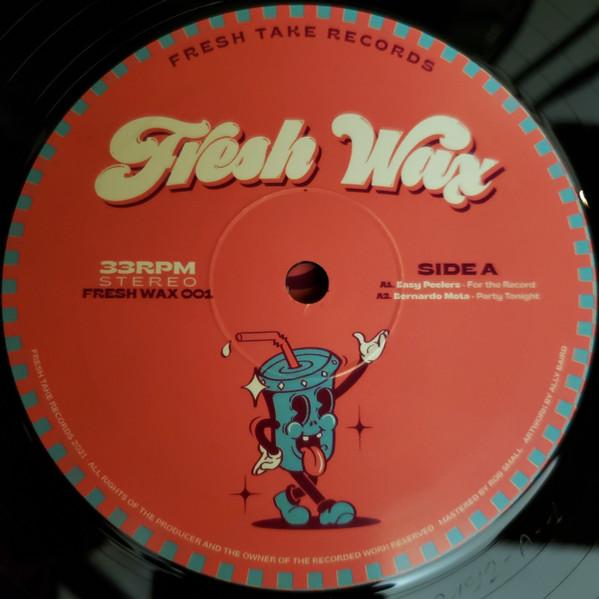 FRESH TAKE RECORDS
Fresh Wax
33RPM
STEREO
FRESH WAX 001
SIDE A
A1. Easy Peelers - For the Record
A2. Bernardo Mota - Party Tonight
FRESH TAKE RECORDS 2021 ALL RIGHTS OF THE PRODUCER AND THE OWNER OF THE RECORDED WORK RESERVED MASTERED BY ROB SMALL ARTWORK BY ALLY BAIRD